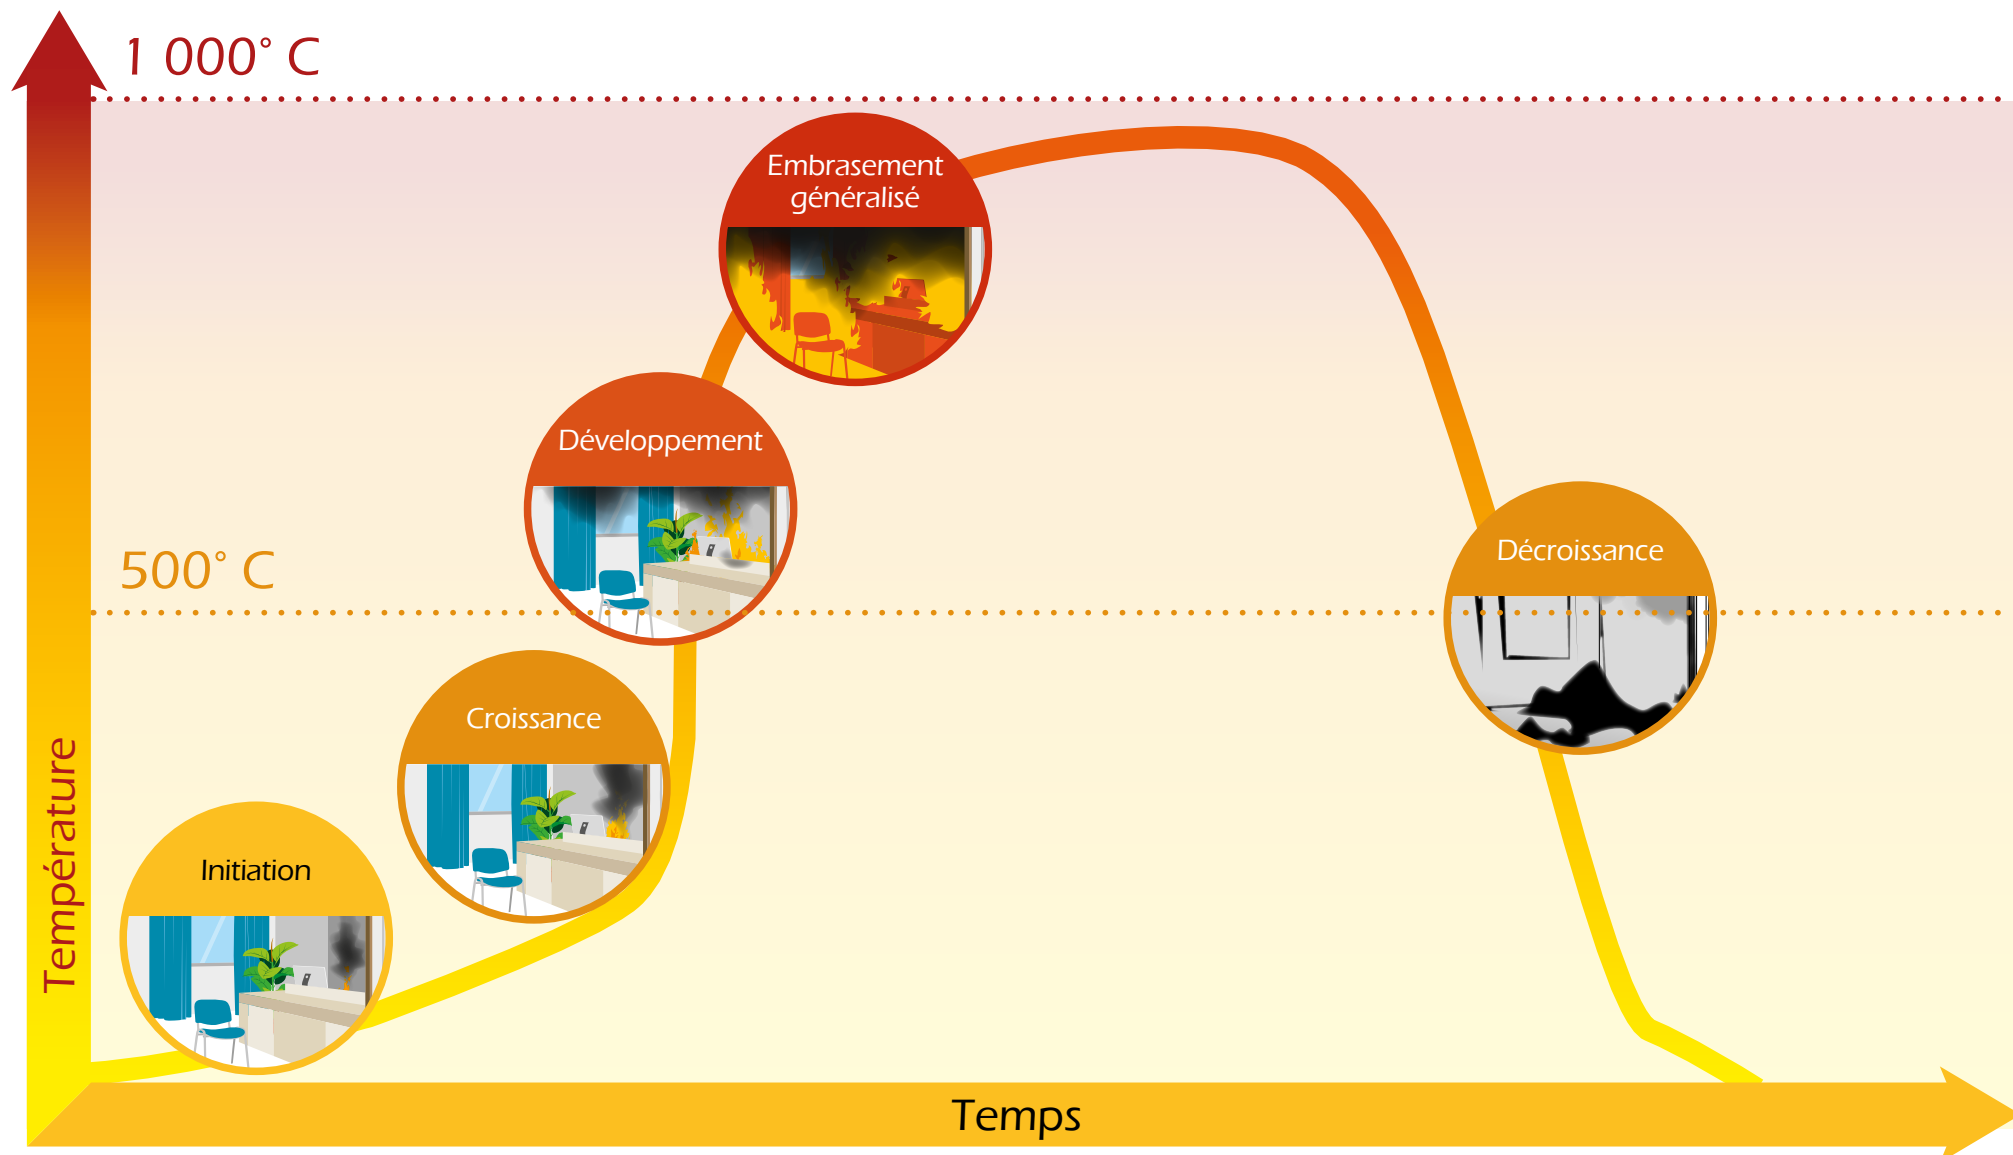 1 000° C
Embrasement
généralisé
Développement
500° C
Décroissance
Croissance
Initiation
Température
Temps